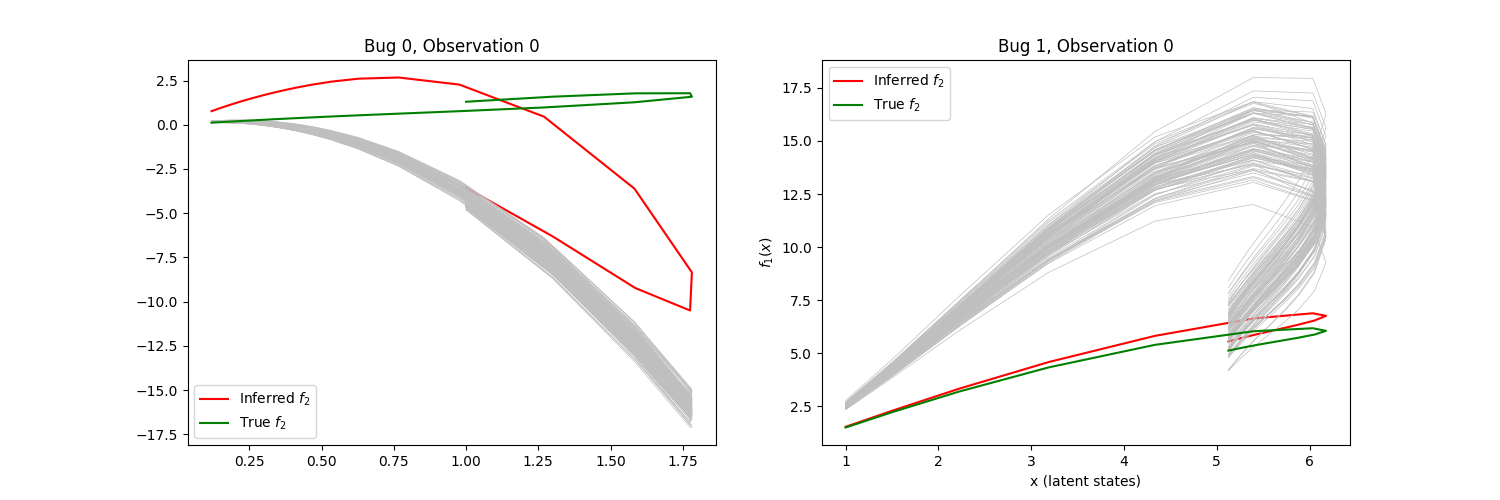 Bug 0, Observation 0
2.5
0.0
−2.5
−5.0
−7.5
−10.0
−12.5
−15.0
−17.5
Inferred f₂
True f₂
0.25 0.50 0.75 1.00 1.25 1.50 1.75
Bug 1, Observation 0
Inferred f₂
True f₂
17.5
15.0
12.5
10.0
7.5
5.0
2.5
f₁(x)
1 2 3 4 5 6
x (latent states)